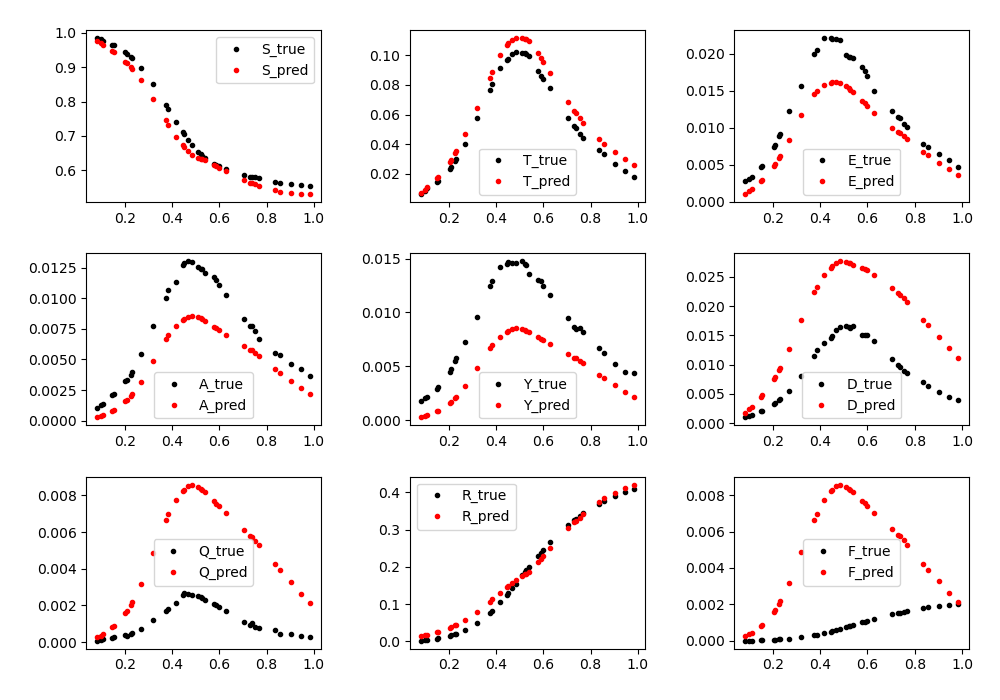 1.0
0.9
0.8
0.7
0.6
S_true
S_pred
0.2 0.4 0.6 0.8 1.0
0.10
0.08
0.06
0.04
0.02
T_true
T_pred
0.2 0.4 0.6 0.8 1.0
0.020
0.015
0.010
0.005
0.000
E_true
E_pred
0.2 0.4 0.6 0.8 1.0
0.0125
0.0100
0.0075
0.0050
0.0025
0.0000
A_true
A_pred
0.2 0.4 0.6 0.8 1.0
0.015
0.010
0.005
0.000
Y_true
Y_pred
0.2 0.4 0.6 0.8 1.0
0.025
0.020
0.015
0.010
0.005
0.000
D_true
D_pred
0.2 0.4 0.6 0.8 1.0
0.008
0.006
0.004
0.002
0.000
Q_true
Q_pred
0.2 0.4 0.6 0.8 1.0
0.4
0.3
0.2
0.1
0.0
R_true
R_pred
0.2 0.4 0.6 0.8 1.0
0.008
0.006
0.004
0.002
0.000
F_true
F_pred
0.2 0.4 0.6 0.8 1.0